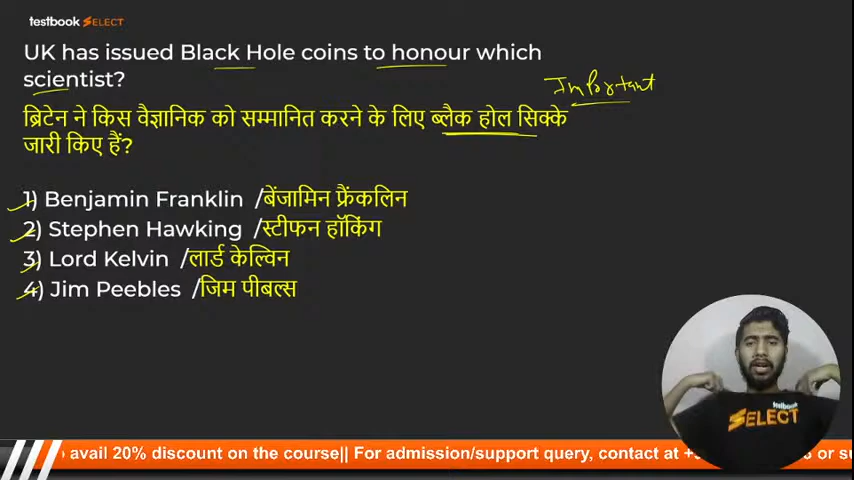 testbook SELECT
UK has issued Black Hole coins to honour which
scientist?
Important
ब्रिटेन ने किस वैज्ञानिक को सम्मानित करने के लिए ब्लैक होल सिक्के
जारी किए हैं?
1) Benjamin Franklin /बेंजामिन फ्रैंकलिन
2) Stephen Hawking /स्टीफन हॉकिंग
3) Lord Kelvin /लार्ड केल्विन
4) Jim Peebles /जिम पीबल्स
testbook
SELECT
avail 20% discount on the course|| For admission/support query, contact at